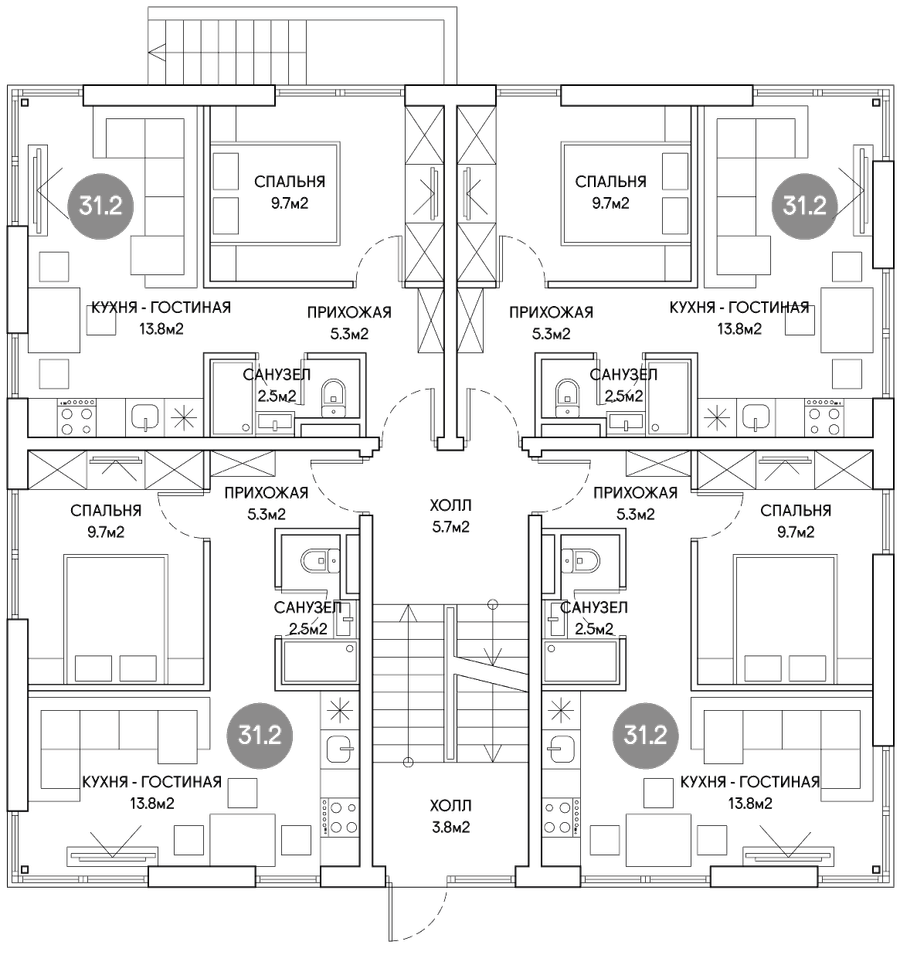 СПАЛЬНЯ
9.7м2
СПАЛЬНЯ
9.7м2
31.2
31.2
КУХНЯ - ГОСТИНАЯ
13.8м2
ПРИХОЖАЯ
5.3м2
ПРИХОЖАЯ
5.3м2
КУХНЯ - ГОСТИНАЯ
13.8м2
САНУЗЕЛ
2.5м2
САНУЗЕЛ
2.5м2
СПАЛЬНЯ
9.7м2
ПРИХОЖАЯ
5.3м2
ХОЛЛ
5.7м2
ПРИХОЖАЯ
5.3м2
СПАЛЬНЯ
9.7м2
САНУЗЕЛ
2.5м2
САНУЗЕЛ
2.5м2
31.2
31.2
КУХНЯ - ГОСТИНАЯ
13.8м2
ХОЛЛ
3.8м2
КУХНЯ - ГОСТИНАЯ
13.8м2